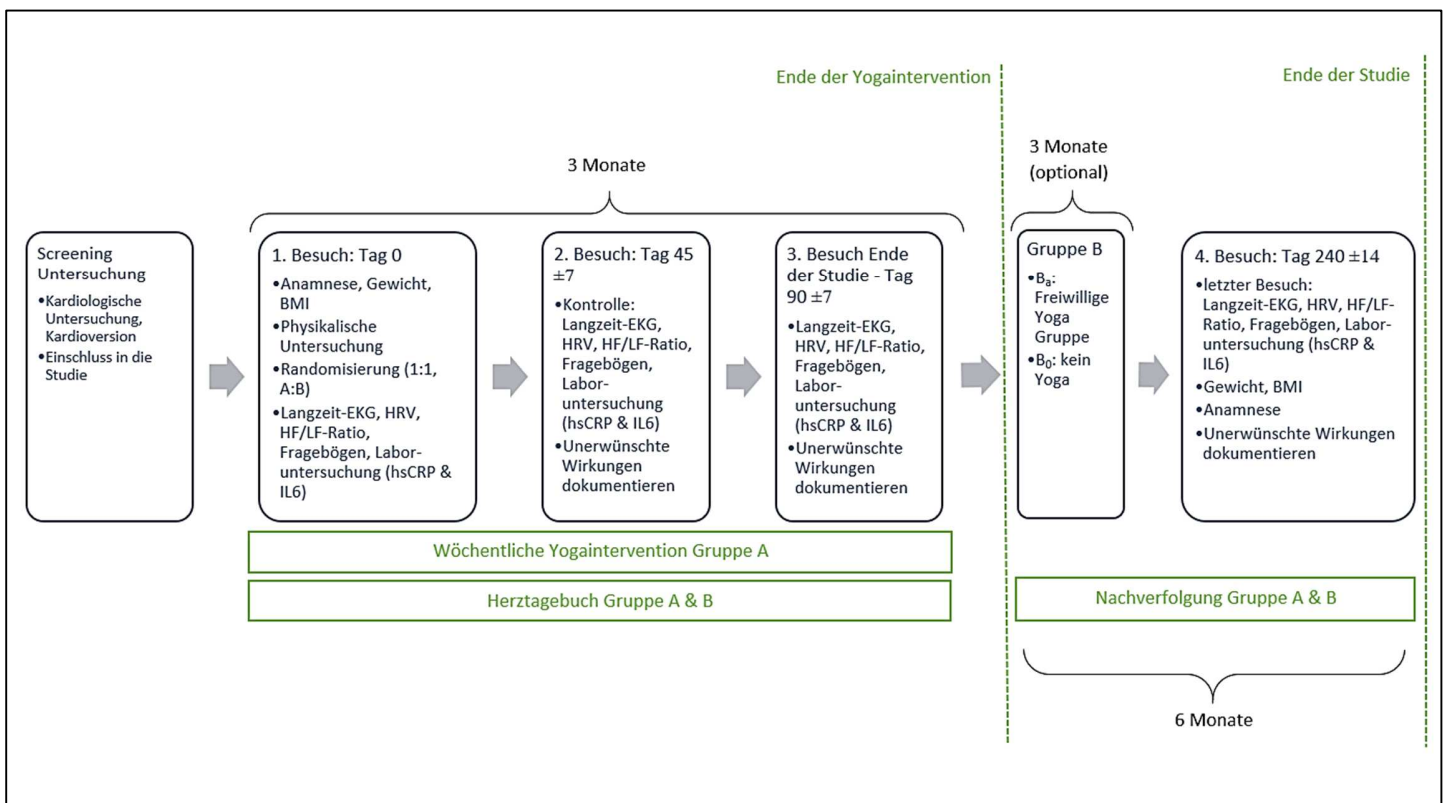 Ende der Yogaintervention
Ende der Studie
3 Monate
3 Monate
(optional)
Screening
Untersuchung
•Kardiologische
Untersuchung,
Kardioversion
•Einschluss in die
Studie
1. Besuch: Tag 0
•Anamnese, Gewicht,
BMI
•Physikalische
Untersuchung
•Randomisierung (1:1,
A:B)
•Langzeit-EKG, HRV,
HF/LF-Ratio,
Fragebögen, Labor-
untersuchung (hsCRP &
IL6)
2. Besuch: Tag 45
±7
•Kontrolle:
Langzeit-EKG,
HRV, HF/LF-Ratio,
Fragebögen,
Labor-
untersuchung
(hsCRP & IL6)
•Unerwünschte
Wirkungen
dokumentieren
3. Besuch Ende
der Studie - Tag
90 ±7
•Langzeit-EKG,
HRV, HF/LF-Ratio,
Fragebögen,
Labor-
untersuchung
(hsCRP & IL6)
•Unerwünschte
Wirkungen
dokumentieren
Gruppe B
•Ba:
Freiwillige
Yoga
Gruppe
•B0: kein
Yoga
4. Besuch: Tag 240 ±14
•letzter Besuch:
Langzeit-EKG, HRV, HF/LF-
Ratio, Fragebögen, Labor-
untersuchung (hsCRP &
IL6)
•Gewicht, BMI
•Anamnese
•Unerwünschte Wirkungen
dokumentieren
Wöchentliche Yogaintervention Gruppe A
Herztagebuch Gruppe A & B
Nachverfolgung Gruppe A & B
6 Monate